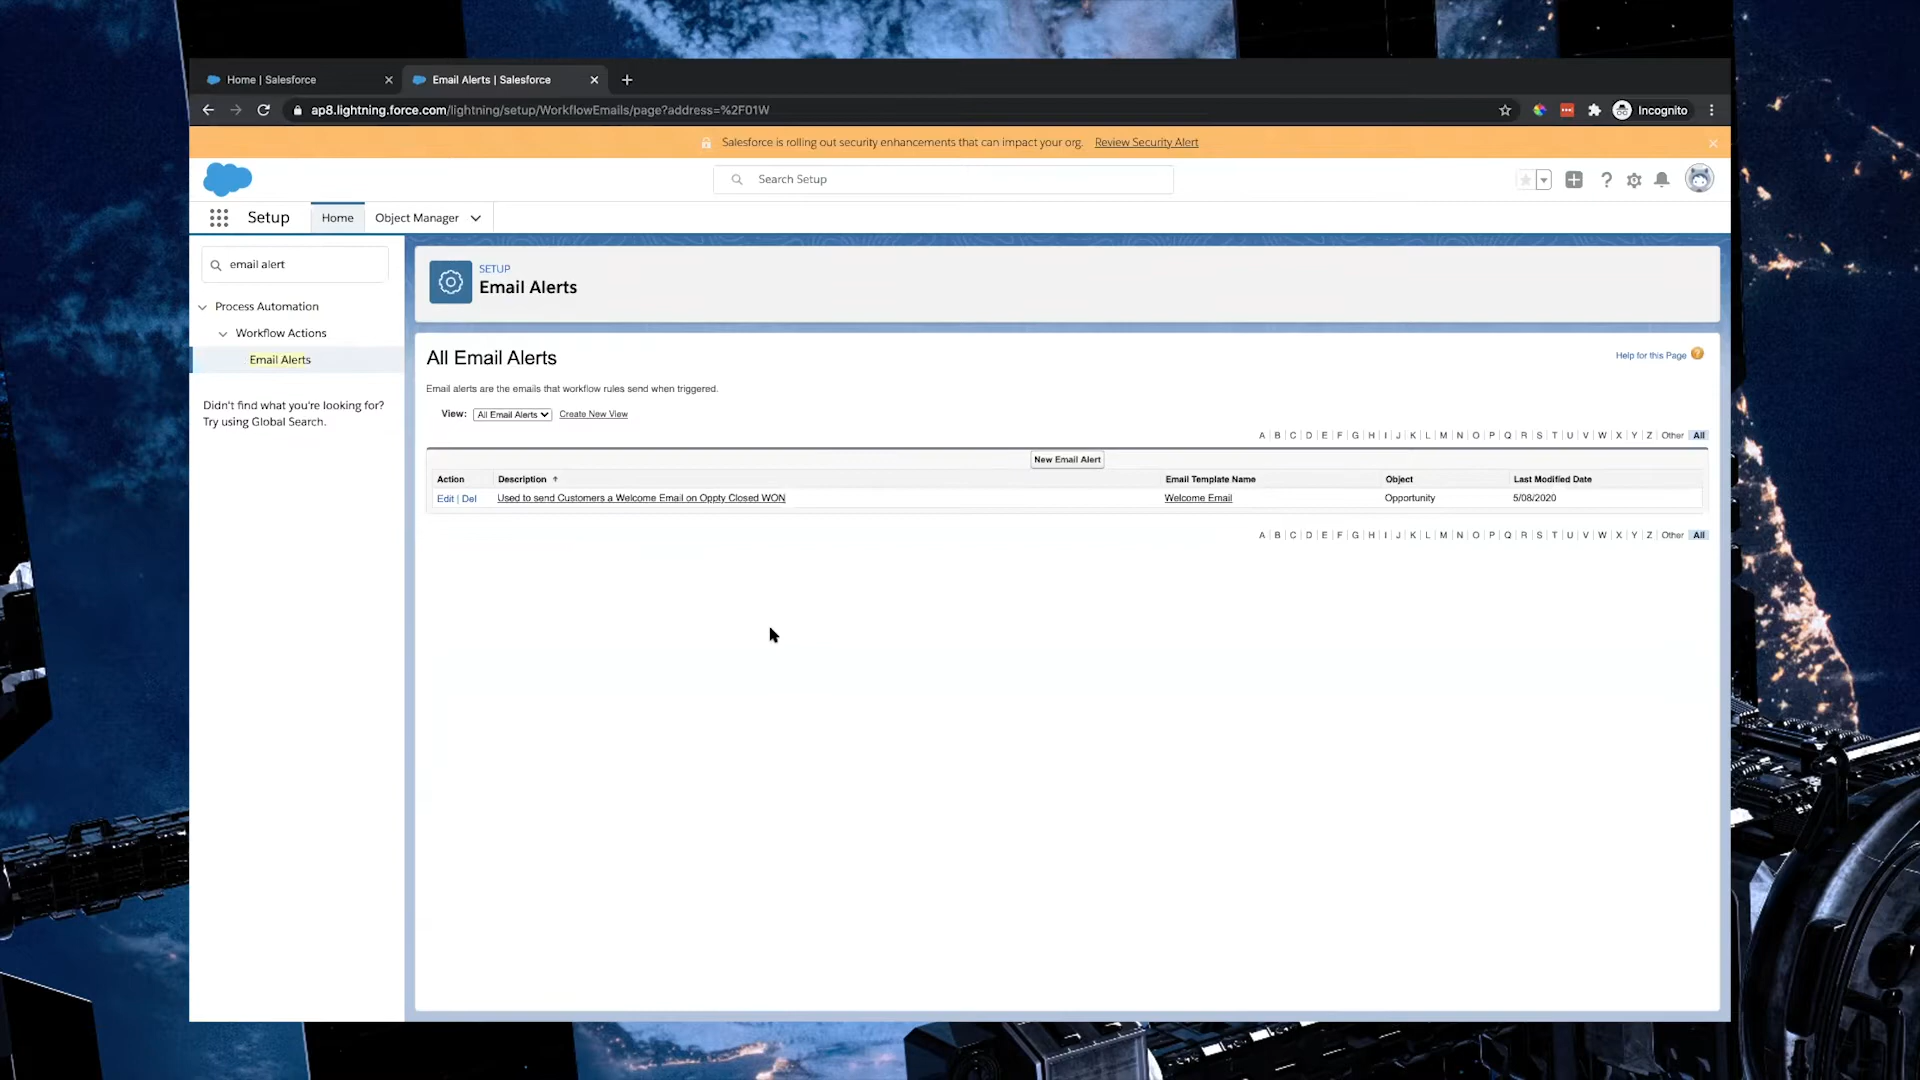 Home | Salesforce
Email Alerts | Salesforce
ap8.lightning.force.com/lightning/setup/WorkflowEmails/page?address=%2F01W
Incognito
Salesforce is rolling out security enhancements that can impact your org. Review Security Alert
Search Setup
Setup
Home
Object Manager
email alert
Process Automation
Workflow Actions
Email Alerts
Didn't find what you're looking for?
Try using Global Search.
SETUP
Email Alerts
All Email Alerts
Help for this Page
Email alerts are the emails that workflow rules send when triggered.
View: All Email Alerts Create New View
A | B | C | D | E | F | G | H | I | J | K | L | M | N | O | P | Q | R | S | T | U | V | W | X | Y | Z | Other | All
New Email Alert
Action Description Email Template Name Object Last Modified Date
Edit | Del Used to send Customers a Welcome Email on Oppty Closed WON Welcome Email Opportunity 5/08/2020
A | B | C | D | E | F | G | H | I | J | K | L | M | N | O | P | Q | R | S | T | U | V | W | X | Y | Z | Other | All